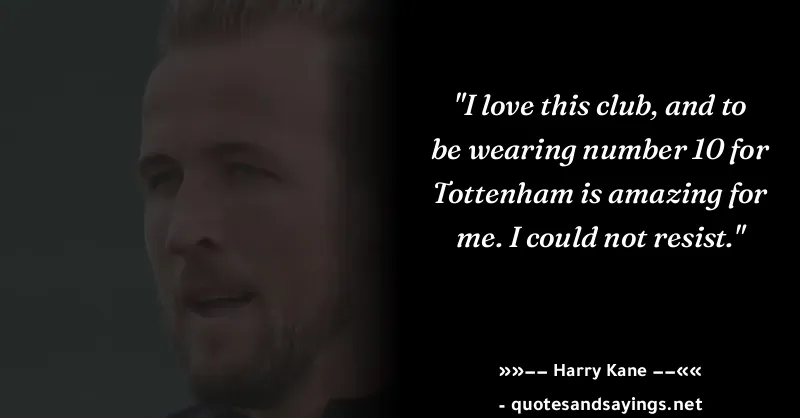 "I love this club, and to
be wearing number 10 for
Tottenham is amazing for
me. I could not resist."
»»−− Harry Kane −−««
- quotesandsayings.net